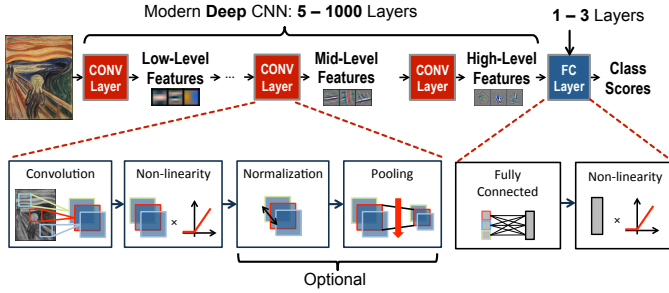 Modern Deep CNN: 5 – 1000 Layers
1 – 3 Layers
CONV
Layer
Low-Level
Features
...
CONV
Layer
Mid-Level
Features
CONV
Layer
High-Level
Features
FC
Layer
Class
Scores
Convolution
Non-linearity
×
Normalization
Pooling
Optional
Fully
Connected
Non-linearity
×